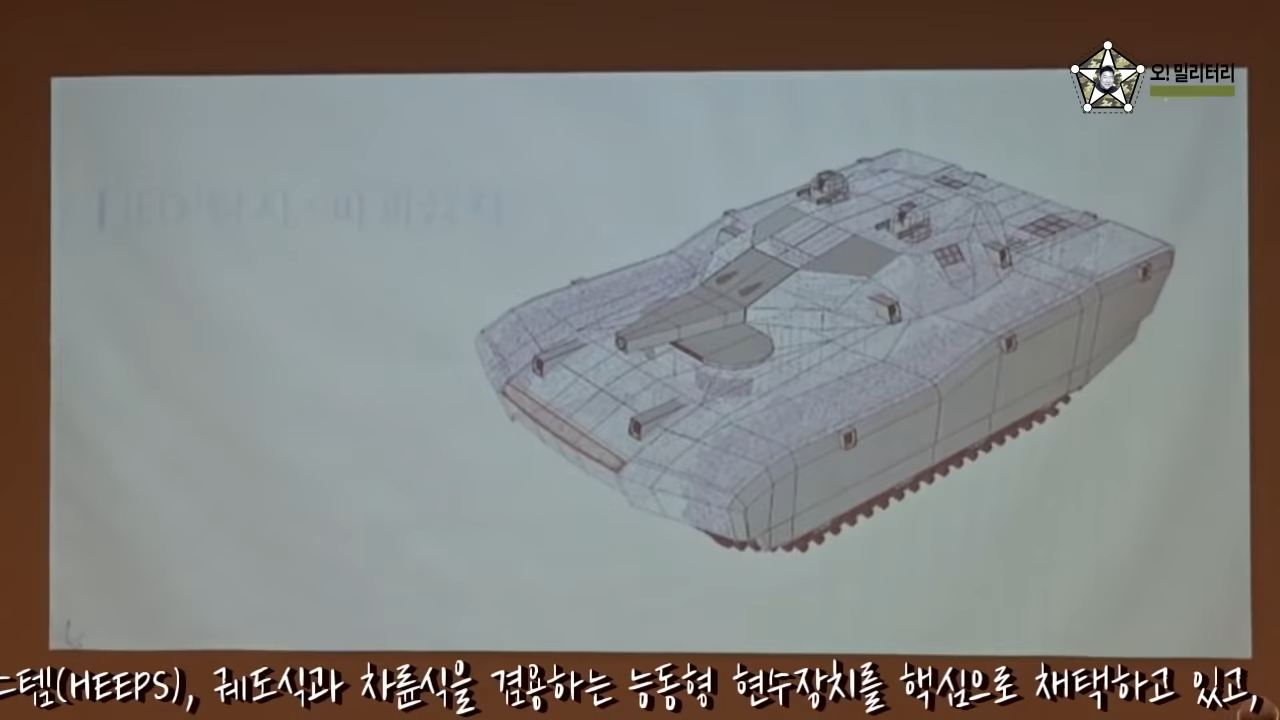 오! 밀리터리
스템(HEEPS), 궤도식과 차륜식을 겸용하는 능동형 현수장치를 핵심으로 채택하고 있고,